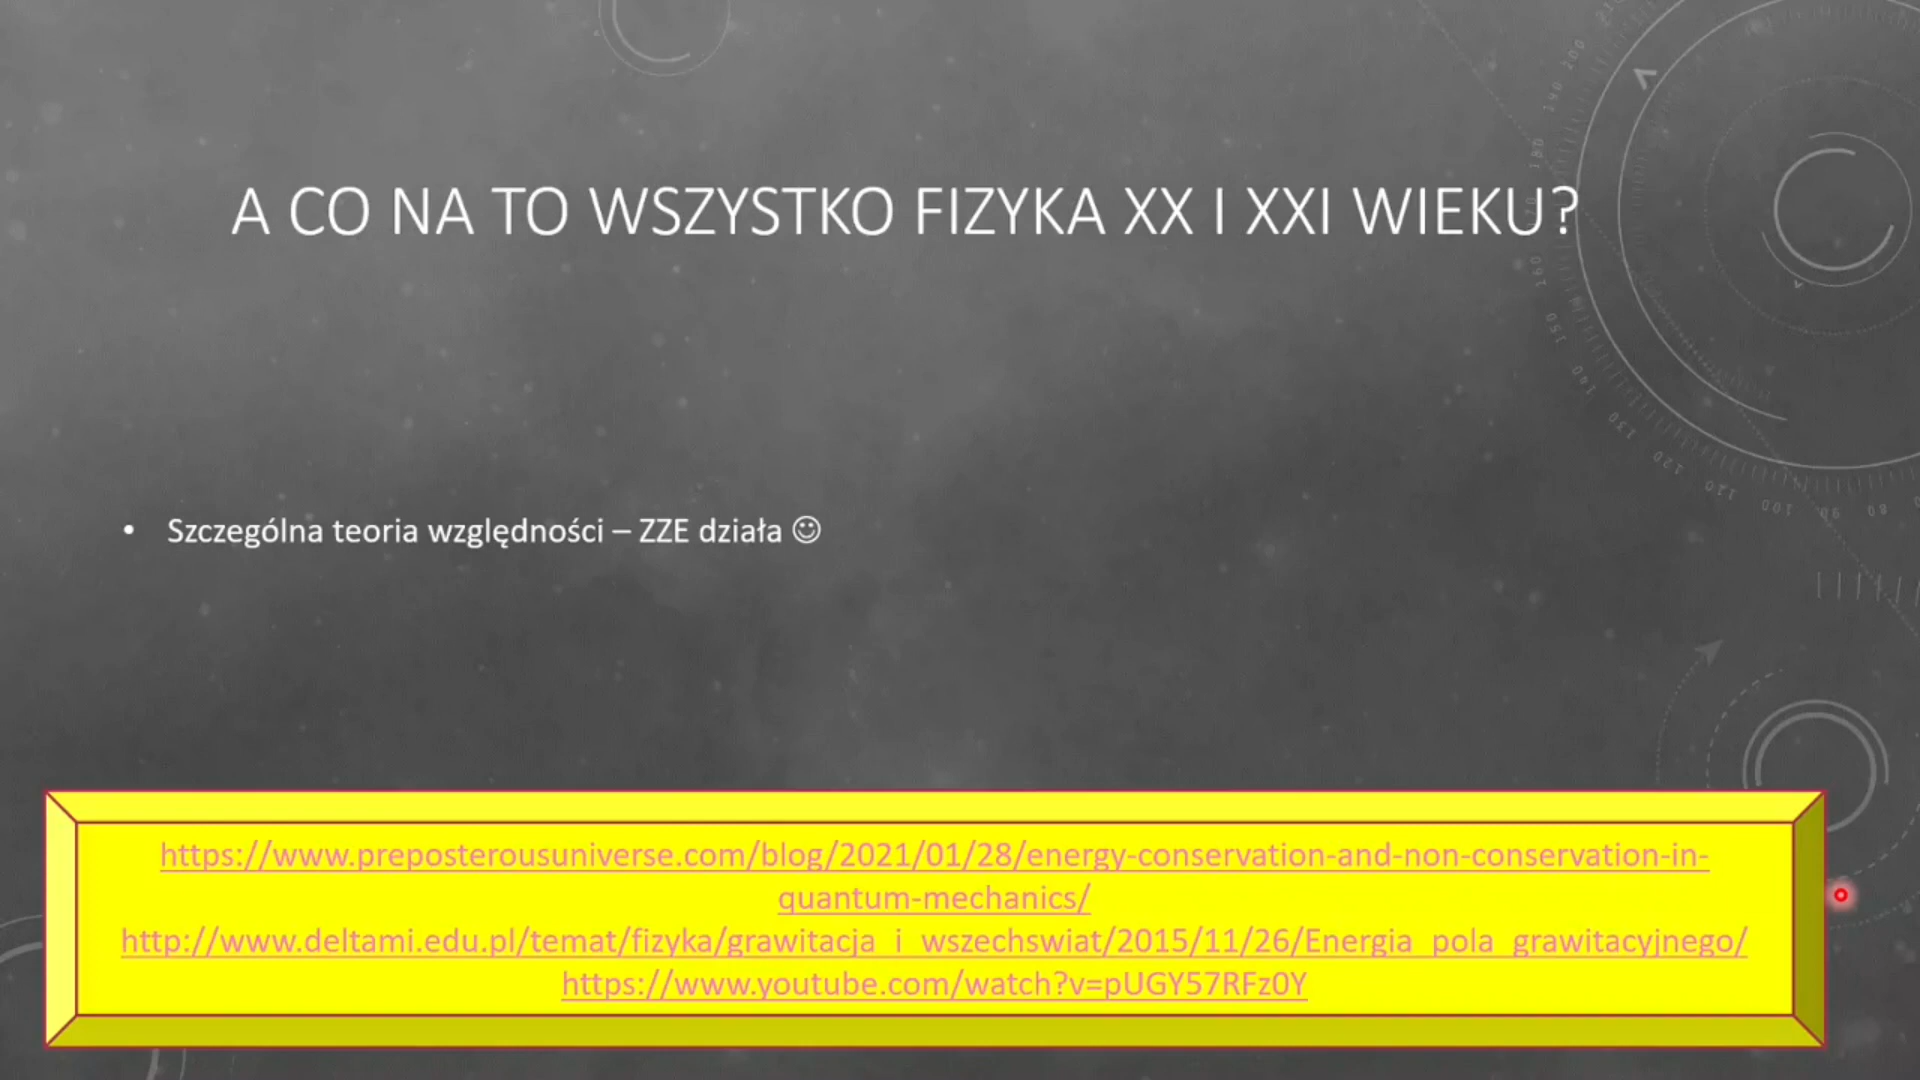 A CO NA TO WSZYSTKO FIZYKA XX I XXI WIEKU?
• Szczególna teoria względności – ZZE działa ☺
https://www.preposterousuniverse.com/blog/2021/01/28/energy-conservation-and-non-conservation-in-
quantum-mechanics/
http://www.deltami.edu.pl/temat/fizyka/grawitacja_i_wszechswiat/2015/11/26/Energia_pola_grawitacyjnego/
https://www.youtube.com/watch?v=pUGY57RFz0Y